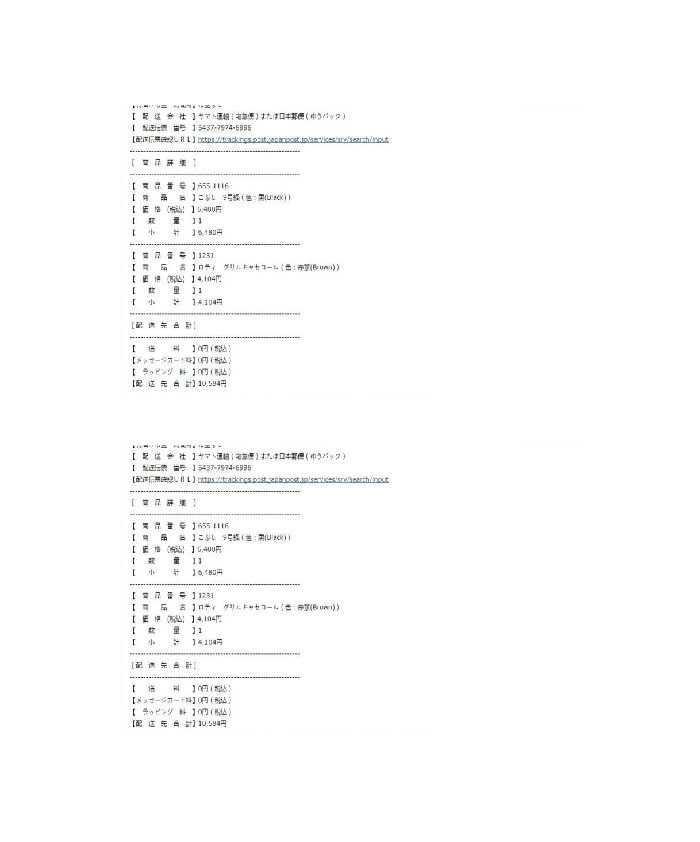 【 配 送 会 社 】ヤマト運輸(宅急便)または日本郵便(ゆうパック)
【 配送伝票 番号 】5437-7974-6996
【配送伝票確認URL】https://trackings.post.japanpost.jp/services/srv/search/input
[ 商 品 詳 細 ]
【 商 品 番 号 】655-1116
【 商 品 名 】こぶし 9号鍋(色:黒(Black))
【 価 格 (税込) 】6,480円
【 数 量 】1
【 小 計 】6,480円
【 商 品 番 号 】1231
【 商 品 名 】ロティ グリルキャセロール(色:赤茶(Brown))
【 価 格 (税込) 】4,104円
【 数 量 】1
【 小 計 】4,104円
[配 送 先 合 計]
【 送 料 】0円(税込)
【メッセージカード料】0円(税込)
【 ラッピング 料 】0円(税込)
【配 送 先 合 計】10,584円
【 配 送 会 社 】ヤマト運輸(宅急便)または日本郵便(ゆうパック)
【 配送伝票 番号 】5437-7974-6996
【配送伝票確認URL】https://trackings.post.japanpost.jp/services/srv/search/input
[ 商 品 詳 細 ]
【 商 品 番 号 】655-1116
【 商 品 名 】こぶし 9号鍋(色:黒(Black))
【 価 格 (税込) 】6,480円
【 数 量 】1
【 小 計 】6,480円
【 商 品 番 号 】1231
【 商 品 名 】ロティ グリルキャセロール(色:赤茶(Brown))
【 価 格 (税込) 】4,104円
【 数 量 】1
【 小 計 】4,104円
[配 送 先 合 計]
【 送 料 】0円(税込)
【メッセージカード料】0円(税込)
【 ラッピング 料 】0円(税込)
【配 送 先 合 計】10,584円